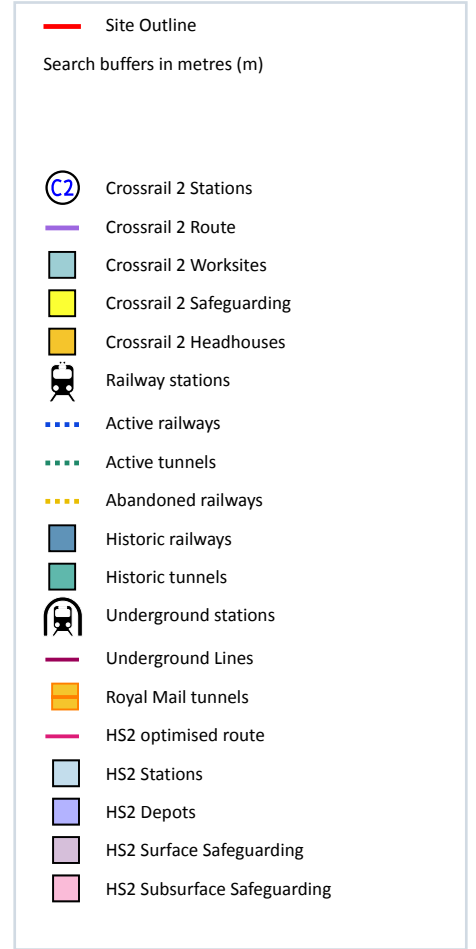 Site Outline
Search buffers in metres (m)
C2 Crossrail 2 Stations
Crossrail 2 Route
Crossrail 2 Worksites
Crossrail 2 Safeguarding
Crossrail 2 Headhouses
Railway stations
Active railways
Active tunnels
Abandoned railways
Historic railways
Historic tunnels
Underground stations
Underground Lines
Royal Mail tunnels
HS2 optimised route
HS2 Stations
HS2 Depots
HS2 Surface Safeguarding
HS2 Subsurface Safeguarding